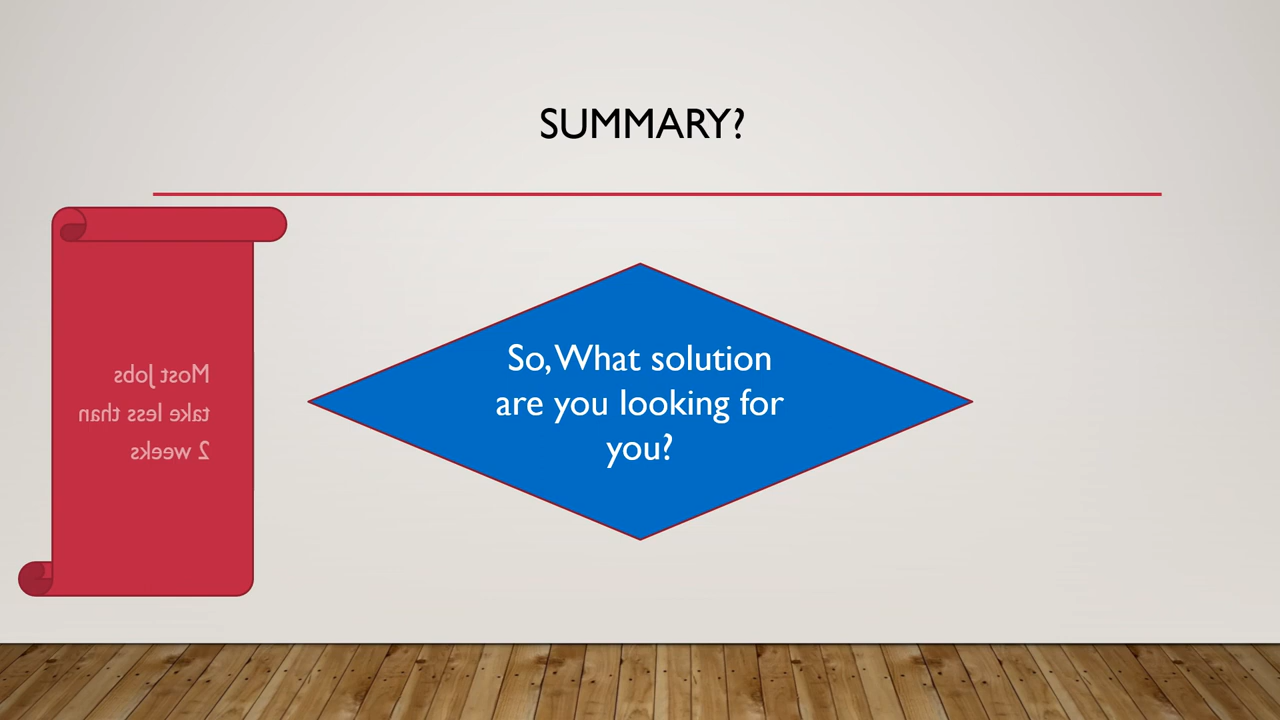 SUMMARY?
Most Jobs
take less than
2 weeks
So, What solution
are you looking for
you?